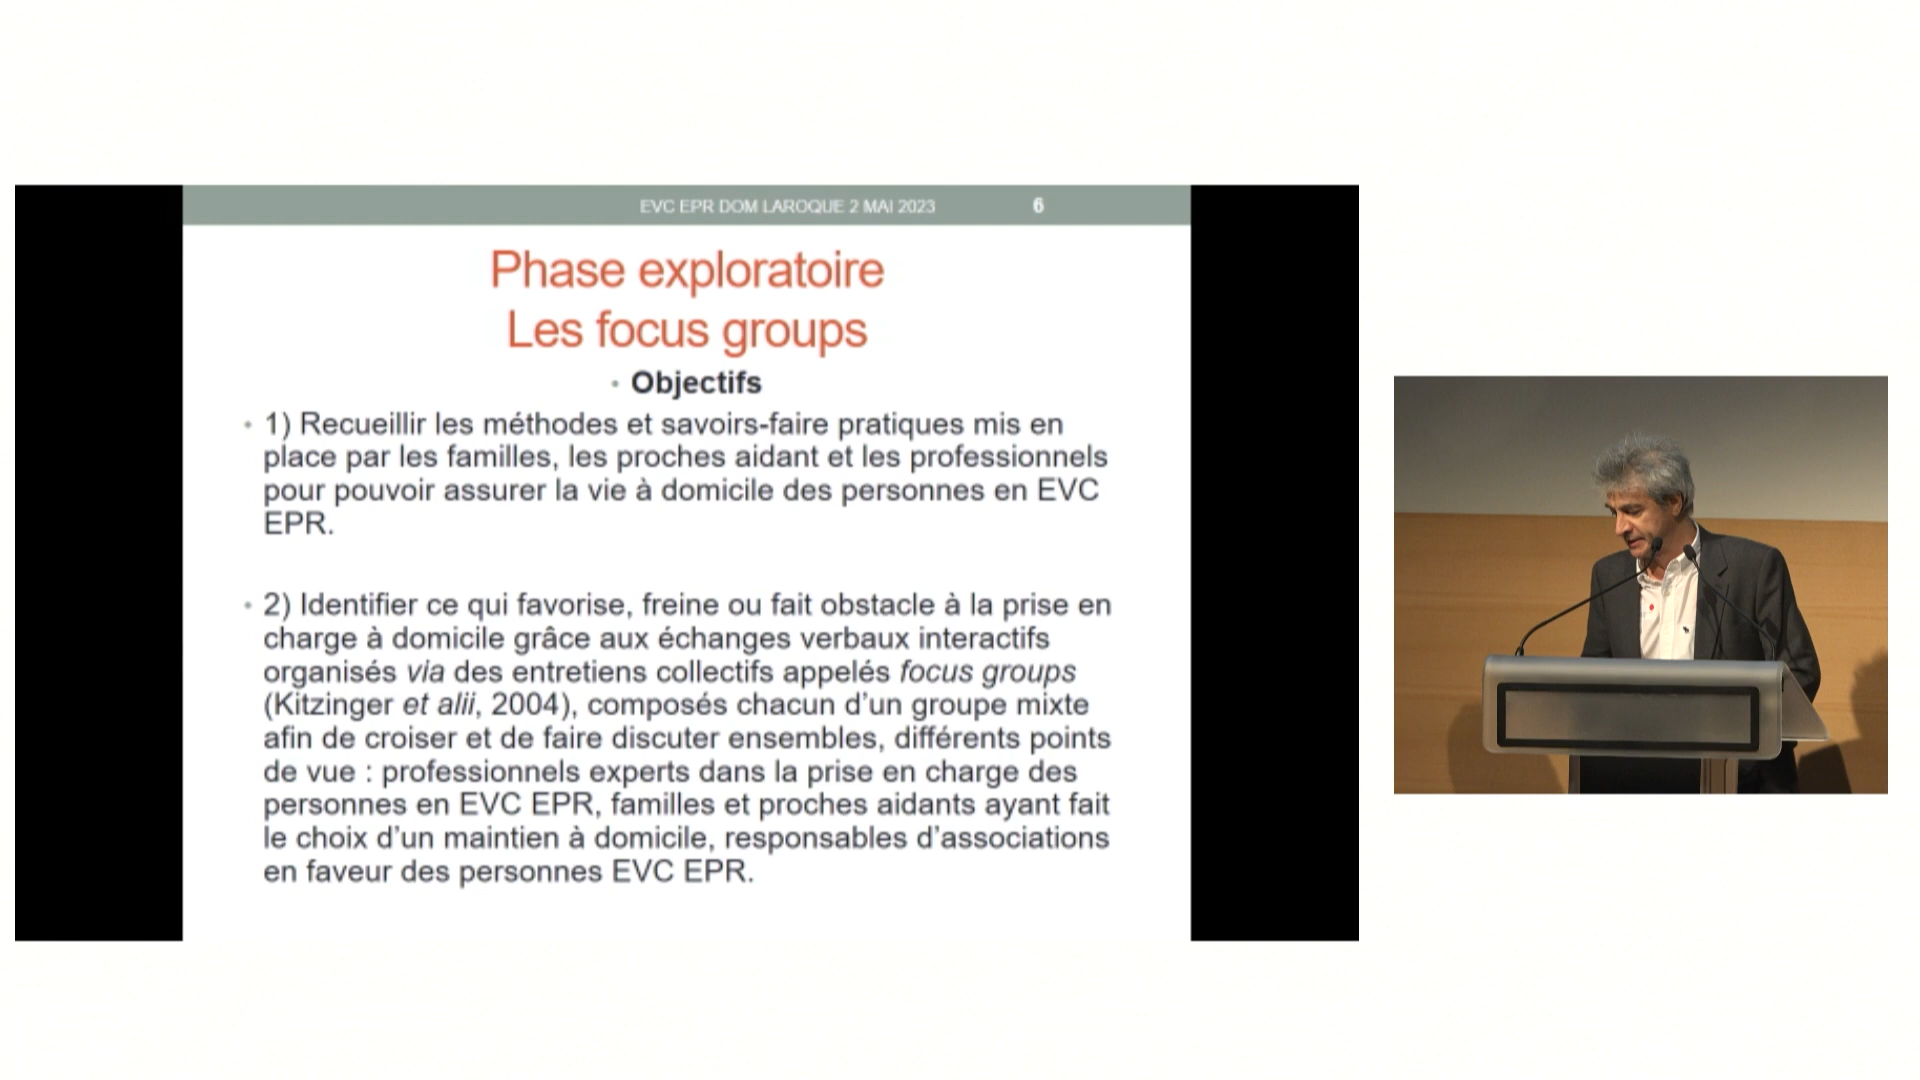 EVC EPR DOM LAROQUE 2 MAI 2023 6
Phase exploratoire
Les focus groups
• Objectifs
• 1) Recueillir les méthodes et savoirs-faire pratiques mis en
place par les familles, les proches aidant et les professionnels
pour pouvoir assurer la vie à domicile des personnes en EVC
EPR.
• 2) Identifier ce qui favorise, freine ou fait obstacle à la prise en
charge à domicile grâce aux échanges verbaux interactifs
organisés via des entretiens collectifs appelés focus groups
(Kitzinger et alii, 2004), composés chacun d’un groupe mixte
afin de croiser et de faire discuter ensembles, différents points
de vue : professionnels experts dans la prise en charge des
personnes en EVC EPR, familles et proches aidants ayant fait
le choix d’un maintien à domicile, responsables d’associations
en faveur des personnes EVC EPR.